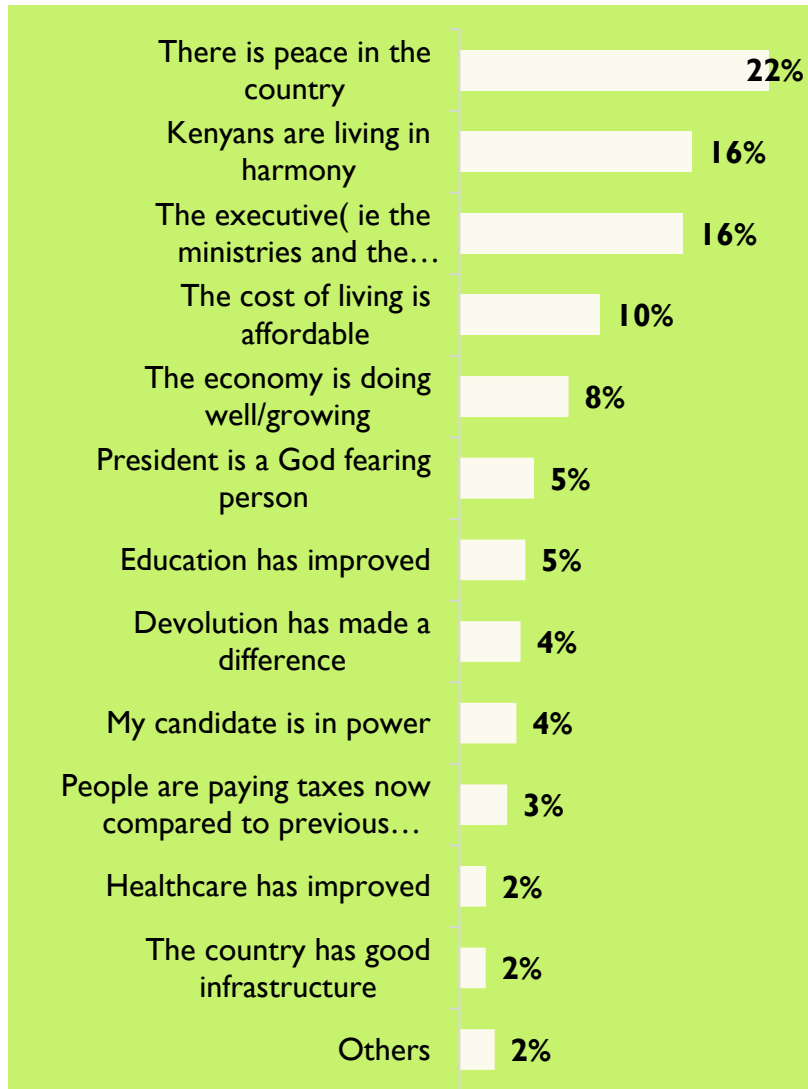 There is peace in the
country
22%
Kenyans are living in
harmony
16%
The executive( ie the
ministries and the…
16%
The cost of living is
affordable
10%
The economy is doing
well/growing
8%
President is a God fearing
person
5%
Education has improved
5%
Devolution has made a
difference
4%
My candidate is in power
4%
People are paying taxes now
compared to previous…
3%
Healthcare has improved
2%
The country has good
infrastructure
2%
Others
2%